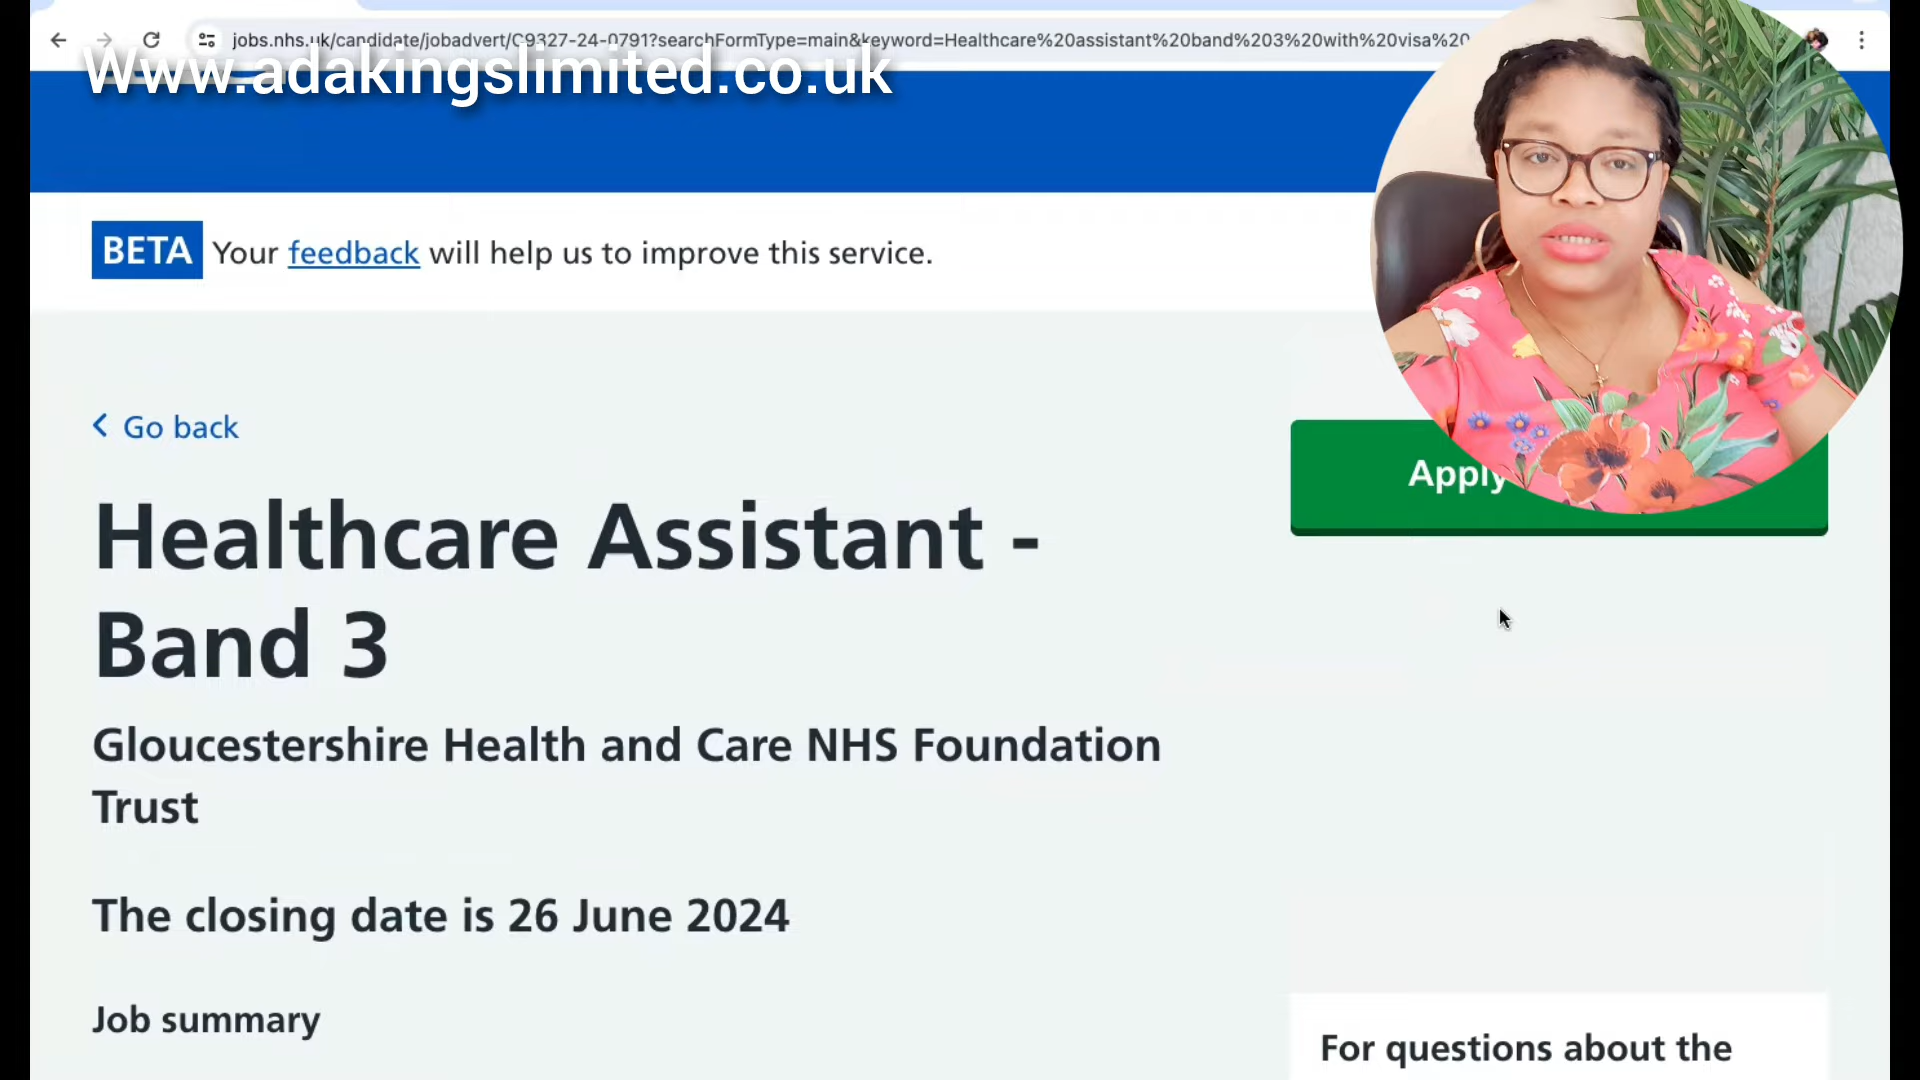 jobs.nhs.uk/candidate/jobadvert/C9327-24-0791?searchFormType=main&keyword=Healthcare%20assistant%20band%203%20with%20visa%20
Www.adakingslimited.co.uk
BETA Your feedback will help us to improve this service.
Go back
Apply
Healthcare Assistant -
Band 3
Gloucestershire Health and Care NHS Foundation
Trust
The closing date is 26 June 2024
Job summary
For questions about the